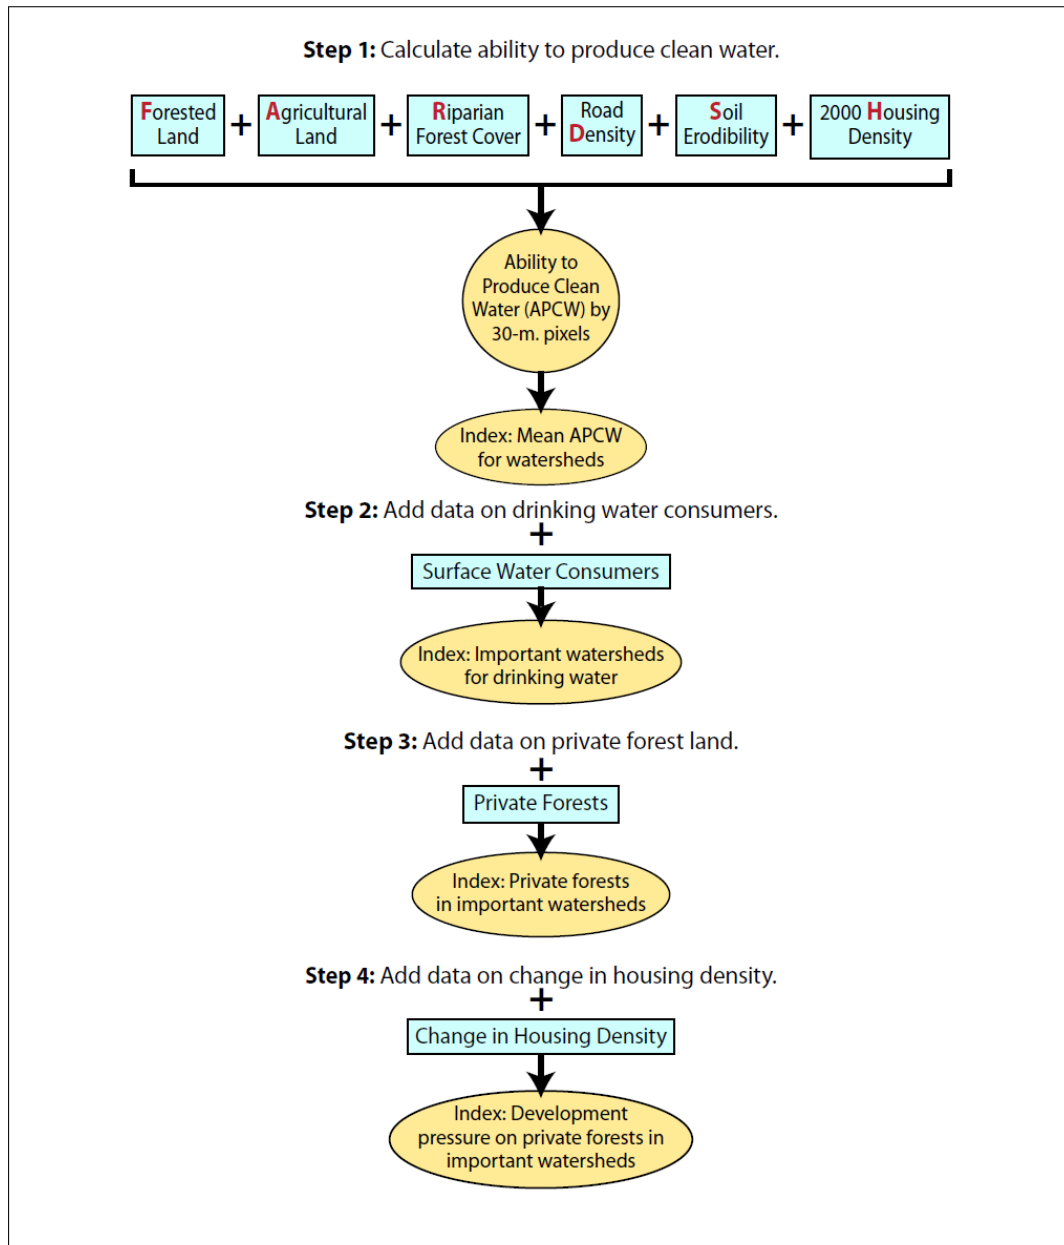 Step 1: Calculate ability to produce clean water.
Forested
Land
+
Agricultural
Land
+
Riparian
Forest Cover
+
Road
Density
+
Soil
Erodibility
+
2000 Housing
Density
Ability to
Produce Clean
Water (APCW) by
30-m. pixels
Index: Mean APCW
for watersheds
Step 2: Add data on drinking water consumers.
+
Surface Water Consumers
Index: Important watersheds
for drinking water
Step 3: Add data on private forest land.
+
Private Forests
Index: Private forests
in important watersheds
Step 4: Add data on change in housing density.
+
Change in Housing Density
Index: Development
pressure on private forests in
important watersheds